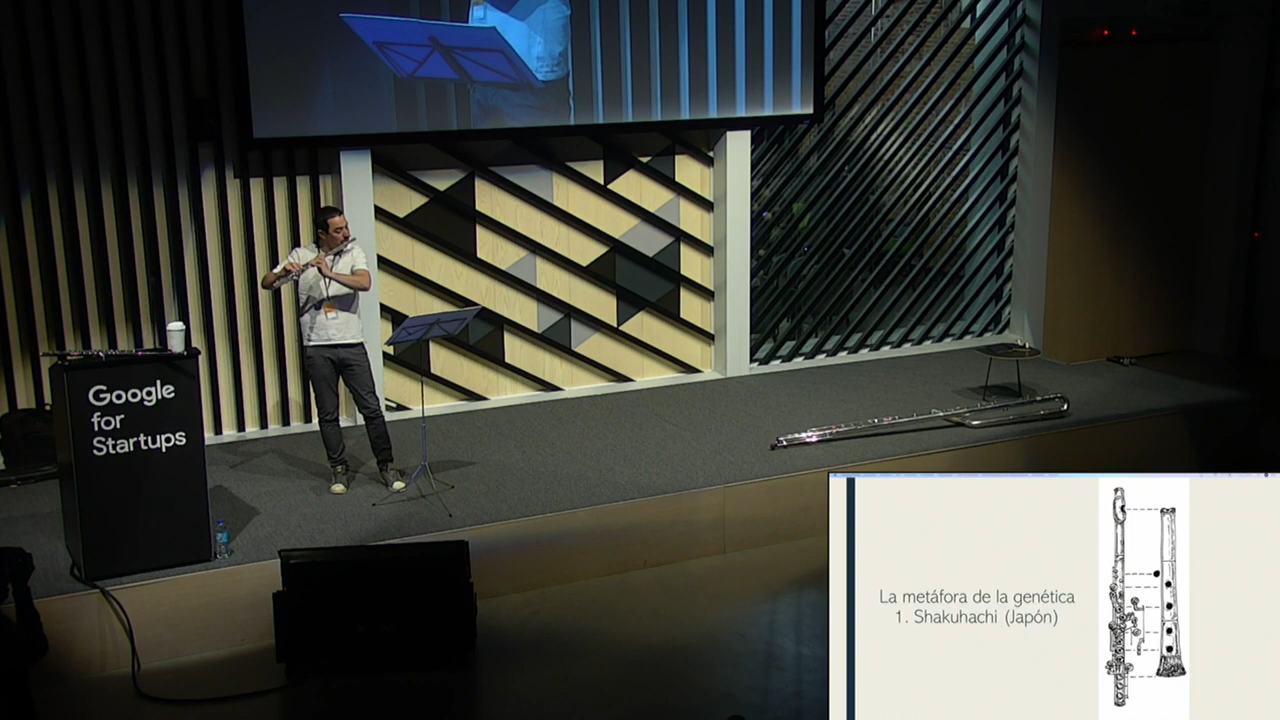 Google
for
Startups
La metáfora de la genética
1. Shakuhachi (Japón)